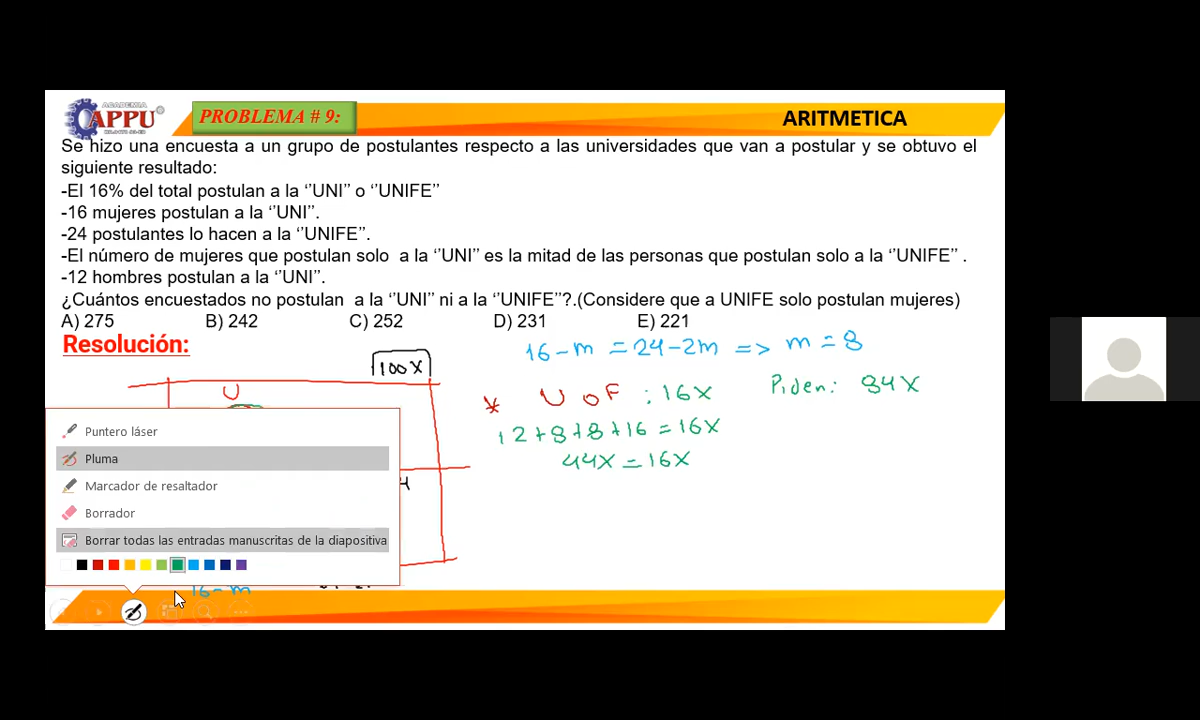 ACADEMIA
APPU
PROBLEMA # 9:
ARITMETICA
Se hizo una encuesta a un grupo de postulantes respecto a las universidades que van a postular y se obtuvo el
siguiente resultado:
-El 16% del total postulan a la ‘’UNI’’ o ‘’UNIFE’’
-16 mujeres postulan a la ‘’UNI’’.
-24 postulantes lo hacen a la ‘’UNIFE’’.
-El número de mujeres que postulan solo a la ‘’UNI’’ es la mitad de las personas que postulan solo a la ‘’UNIFE’’ .
-12 hombres postulan a la ‘’UNI’’.
¿Cuántos encuestados no postulan a la ‘’UNI’’ ni a la ‘’UNIFE’’?.(Considere que a UNIFE solo postulan mujeres)
A) 275 B) 242 C) 252 D) 231 E) 221
Resolución:
16-m = 24-2m => m = 8
100X
U
* U o F : 16X
Piden: 84X
12+8+8+16 = 16X
44X = 16X
Puntero láser
Pluma
Marcador de resaltador
Borrador
Borrar todas las entradas manuscritas de la diapositiva
16-m